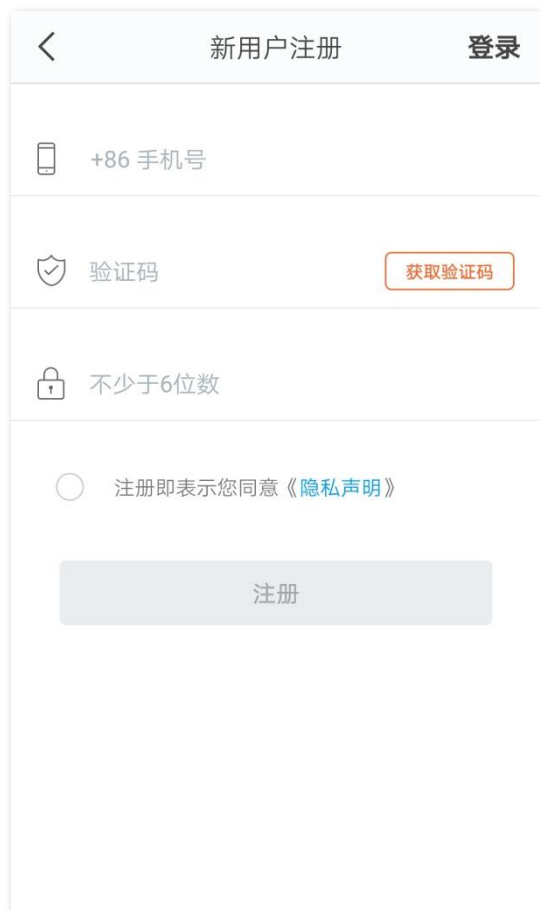 新用户注册 登录
+86 手机号
验证码 获取验证码
不少于6位数
注册即表示您同意《隐私声明》
注册